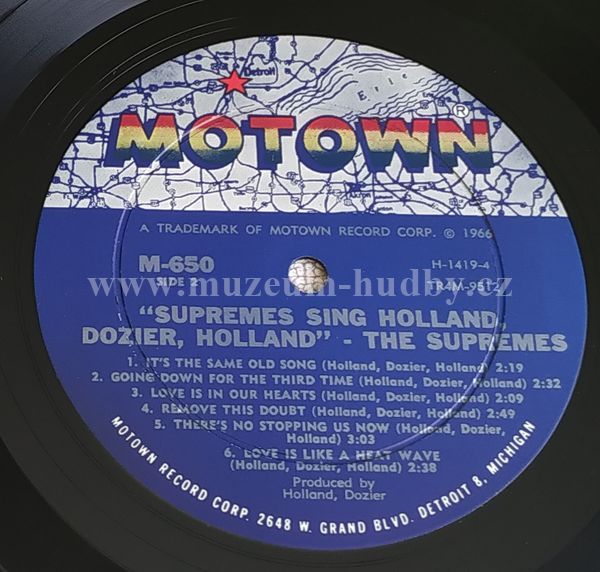 Detroit
Erie
MOTOWN®
A TRADEMARK OF MOTOWN RECORD CORP. © 1966
M-650
SIDE 2
H-1419-4
TR4M-9512
www.muzeum-hudby.cz
"SUPREMES SING HOLLAND,
DOZIER, HOLLAND" - THE SUPREMES
1. IT'S THE SAME OLD SONG (Holland, Dozier, Holland) 2:19
2. GOING DOWN FOR THE THIRD TIME (Holland, Dozier, Holland) 2:32
3. LOVE IS IN OUR HEARTS (Holland, Dozier, Holland) 2:09
4. REMOVE THIS DOUBT (Holland, Dozier, Holland) 2:49
5. THERE'S NO STOPPING US NOW (Holland, Dozier,
Holland) 3:03
6. LOVE IS LIKE A HEAT WAVE
(Holland, Dozier, Holland) 2:38
Produced by
Holland, Dozier
MOTOWN RECORD CORP. 2648 W. GRAND BLVD. DETROIT 8, MICHIGAN